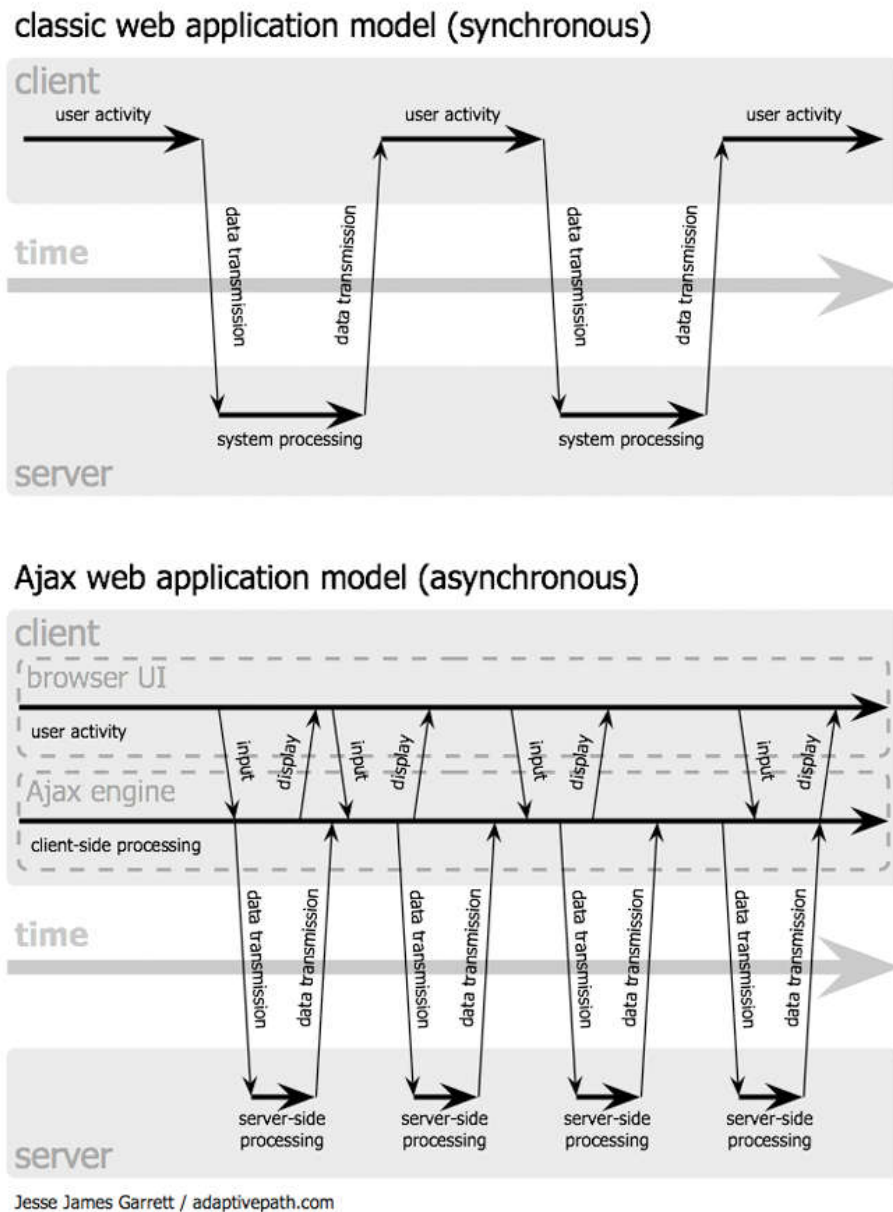 classic web application model (synchronous)
client
user activity
user activity
user activity
data transmission
data transmission
data transmission
data transmission
time
system processing
system processing
server
Ajax web application model (asynchronous)
client
browser UI
user activity
input
display
input
display
input
display
input
display
Ajax engine
client-side processing
data transmission
data transmission
data transmission
data transmission
data transmission
data transmission
data transmission
data transmission
time
server-side
processing
server-side
processing
server-side
processing
server-side
processing
server
Jesse James Garrett / adaptivepath.com